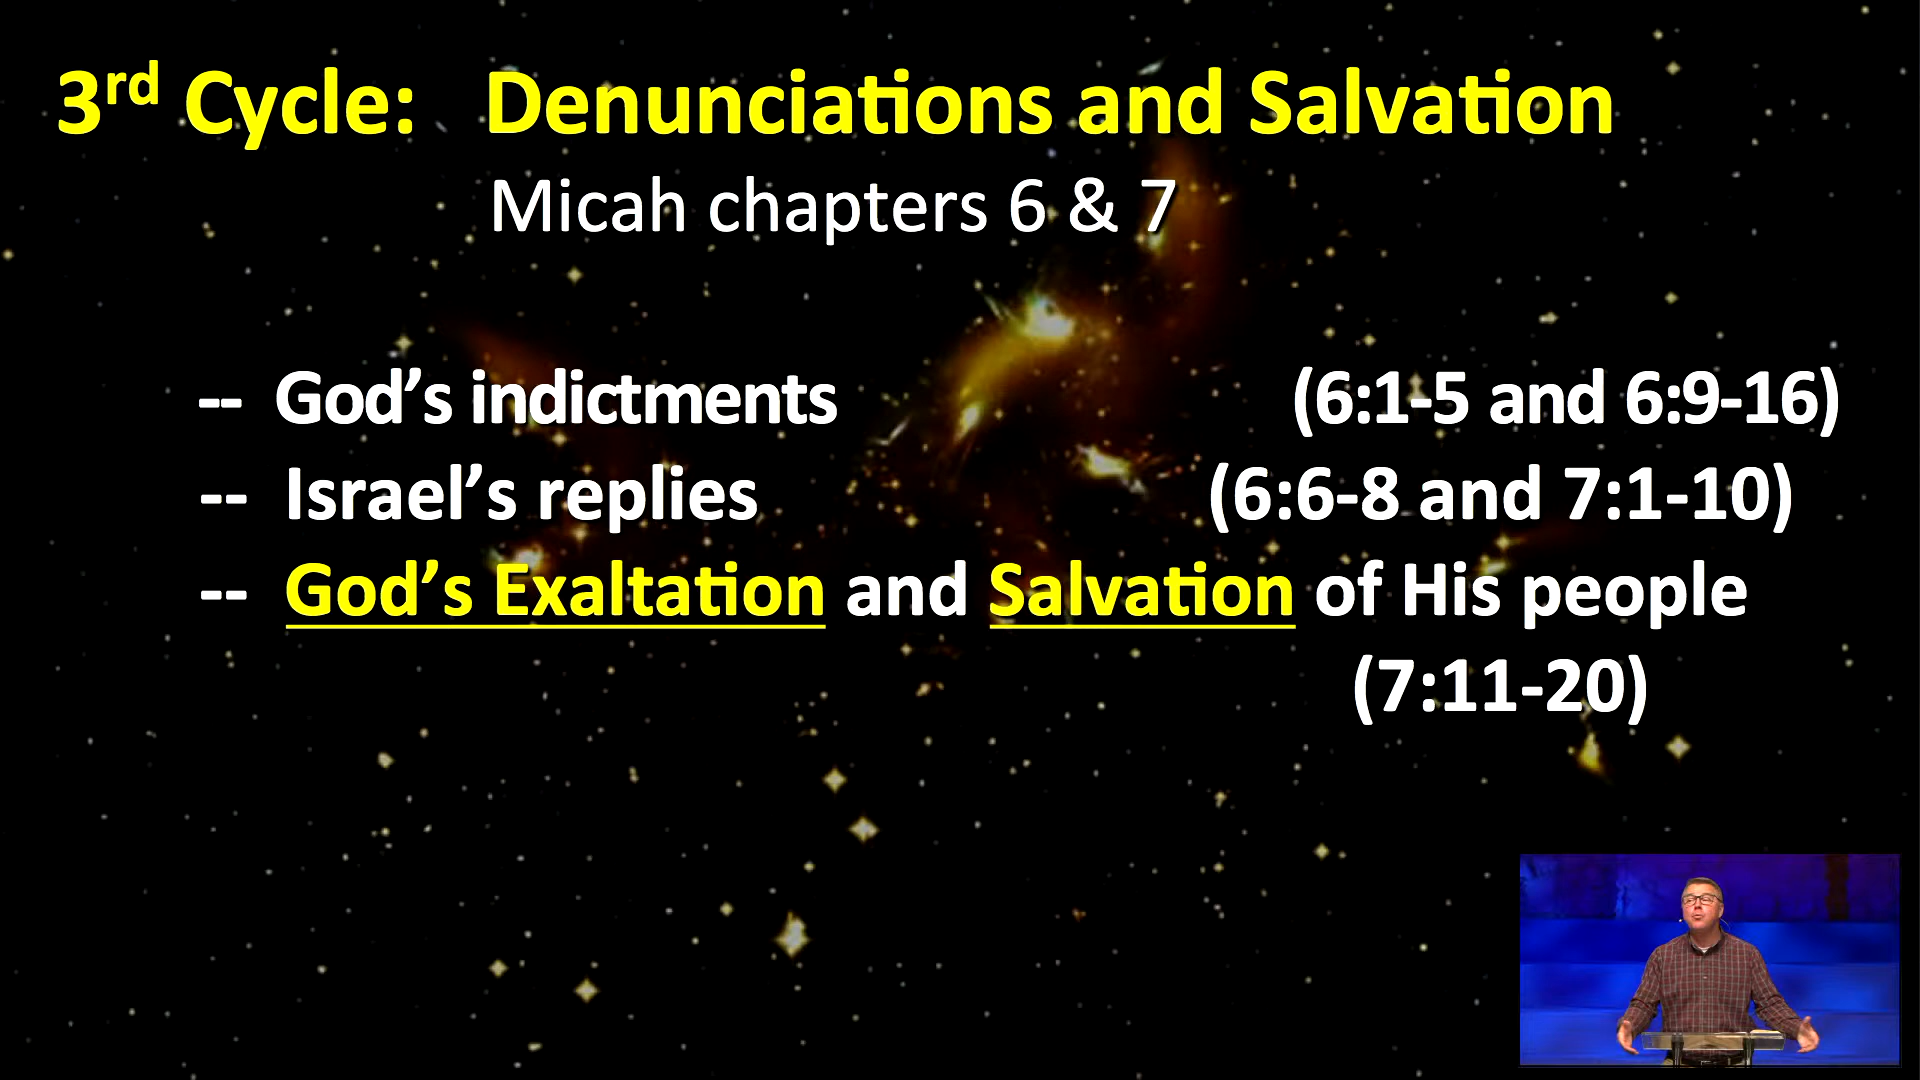 3rd Cycle: Denunciations and Salvation
Micah chapters 6 & 7
-- God’s indictments (6:1-5 and 6:9-16)
-- Israel’s replies (6:6-8 and 7:1-10)
-- God’s Exaltation and Salvation of His people
(7:11-20)